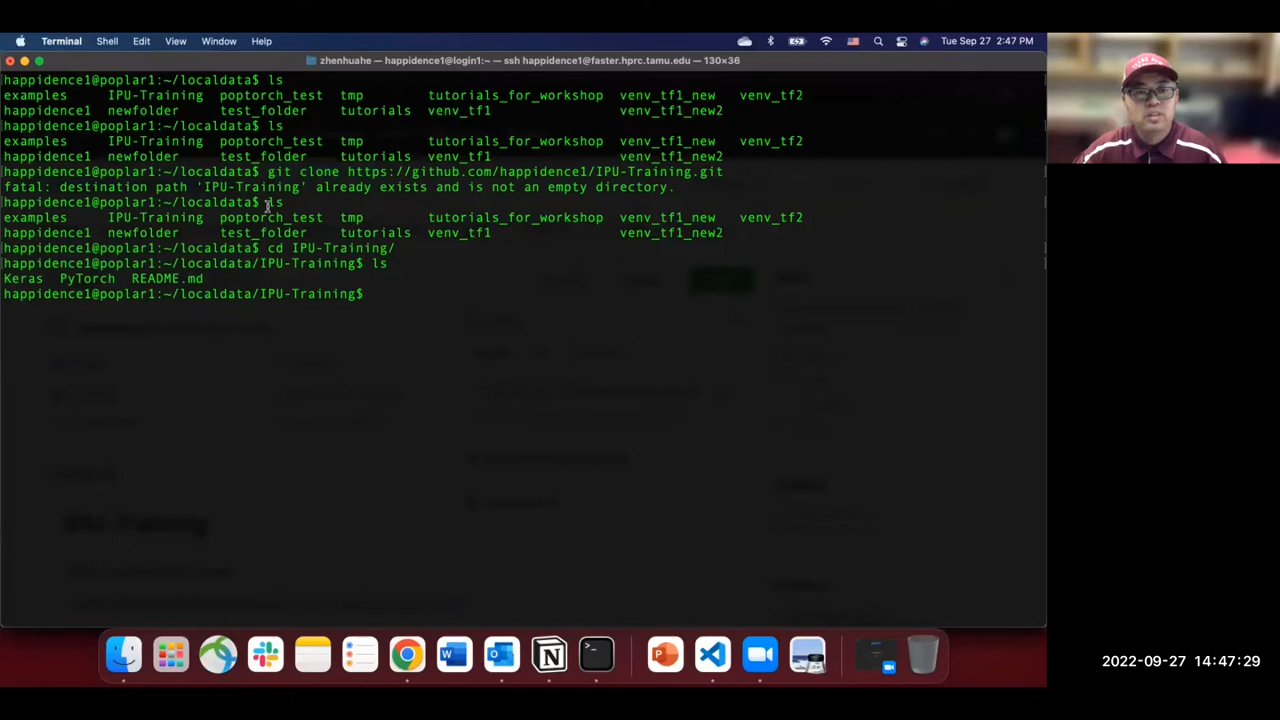 Terminal Shell Edit View Window Help Tue Sep 27 2:47 PM
zhenhuahe — happidence1@login1:~ — ssh happidence1@faster.hprc.tamu.edu — 130×36
happidence1@poplar1:~/localdata$ ls
examples IPU-Training poptorch_test tmp tutorials_for_workshop venv_tf1_new venv_tf2
happidence1 newfolder test_folder tutorials venv_tf1 venv_new2
happidence1@poplar1:~/localdata$ ls
examples IPU-Training poptorch_test tmp tutorials_for_workshop venv_tf1_new venv_tf2
happidence1 newfolder test_folder tutorials venv_tf1 venv_new2
happidence1@poplar1:~/localdata$ git clone https://github.com/happidence1/IPU-Training.git
fatal: destination path 'IPU-Training' already exists and is not an empty directory.
happidence1@poplar1:~/localdata$ ls
examples IPU-Training poptorch_test tmp tutorials_for_workshop venv_tf1_new venv_tf2
happidence1 newfolder test_folder tutorials venv_tf1 venv_new2
happidence1@poplar1:~/localdata$ cd IPU-Training/
happidence1@poplar1:~/localdata/IPU-Training$ ls
Keras PyTorch README.md
happidence1@poplar1:~/localdata/IPU-Training$
IPU-Training
2022-09-27 14:47:29